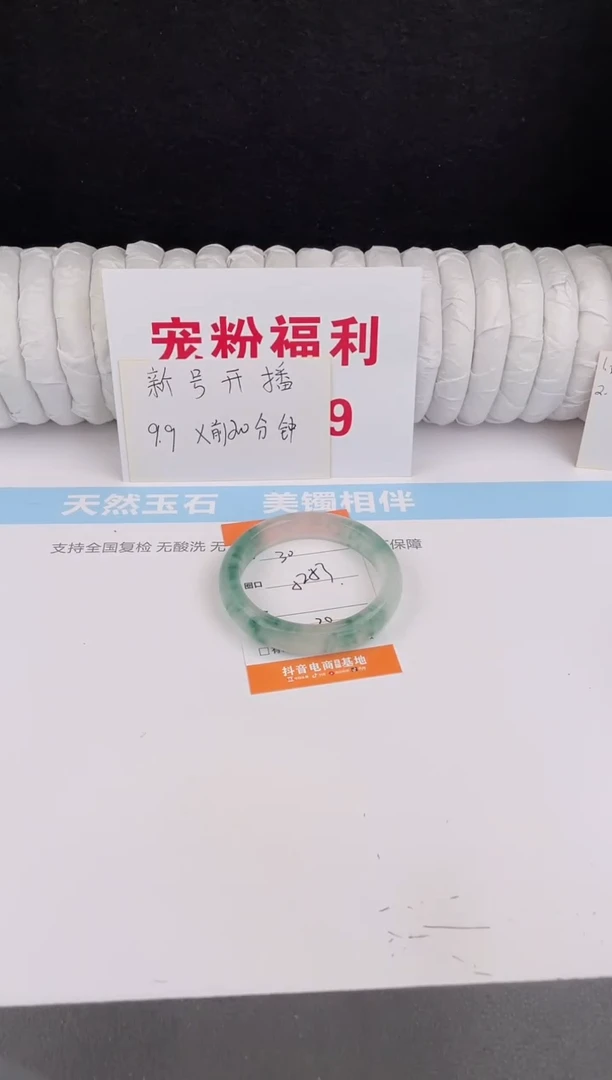 宠粉福利
9
新号开播
9.9 X前20分钟
天然玉石 美镯相伴
支持全国复检 无酸洗 无
保障
30
圈口
20
抖音电商 基地